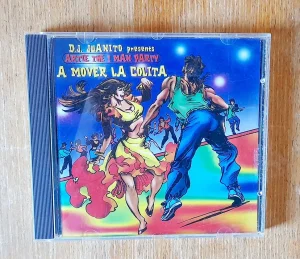 D.J. JUANITO presents
ARTIE THE 1 MAN PARTY
A MOVER LA COLITA